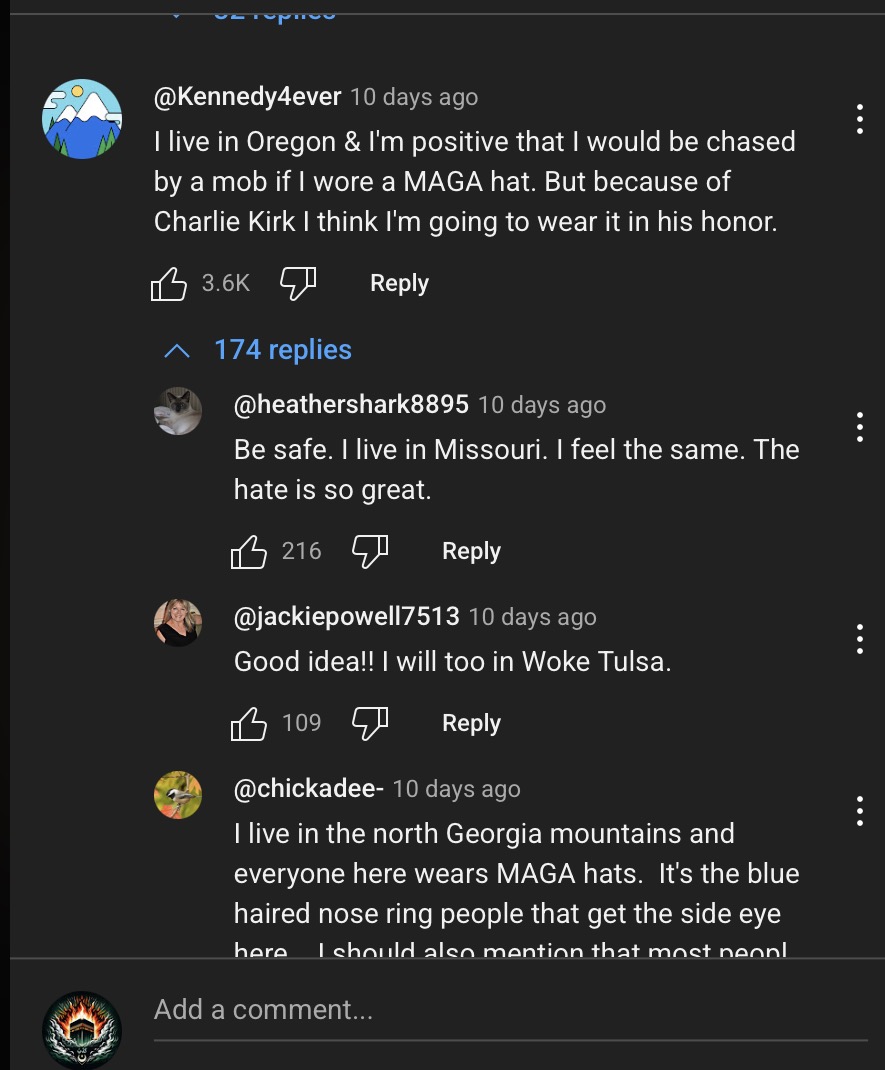 32 replies
@Kennedy4ever 10 days ago
I live in Oregon & I'm positive that I would be chased
by a mob if I wore a MAGA hat. But because of
Charlie Kirk I think I'm going to wear it in his honor.
3.6K Reply
174 replies
@heathershark8895 10 days ago
Be safe. I live in Missouri. I feel the same. The
hate is so great.
216 Reply
@jackiepowell7513 10 days ago
Good idea!! I will too in Woke Tulsa.
109 Reply
@chickadee- 10 days ago
I live in the north Georgia mountains and
everyone here wears MAGA hats.  It's the blue
haired nose ring people that get the side eye
here I should also mention that most peopl
Add a comment...